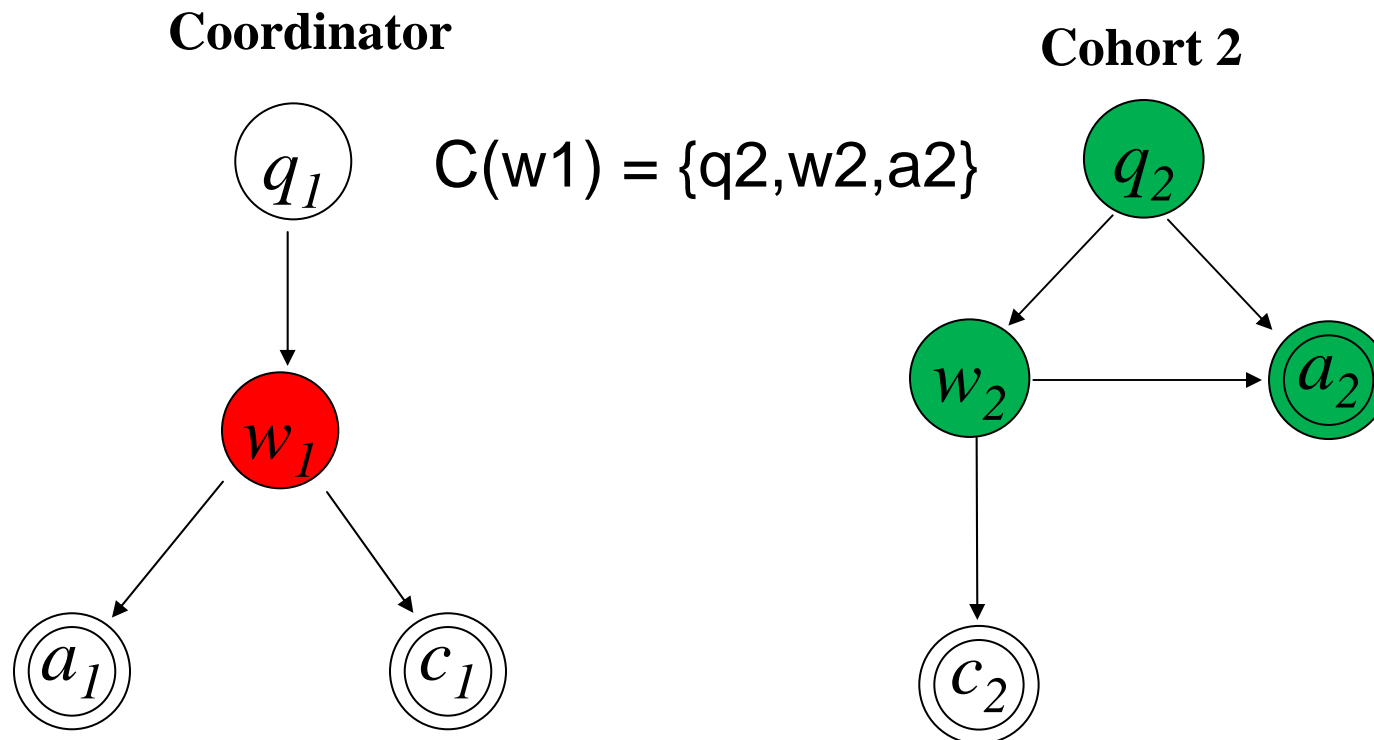 Coordinator
Cohort 2
q1
C(w1) = {q2,w2,a2}
q2
w1
w2
a2
a1
c1
c2